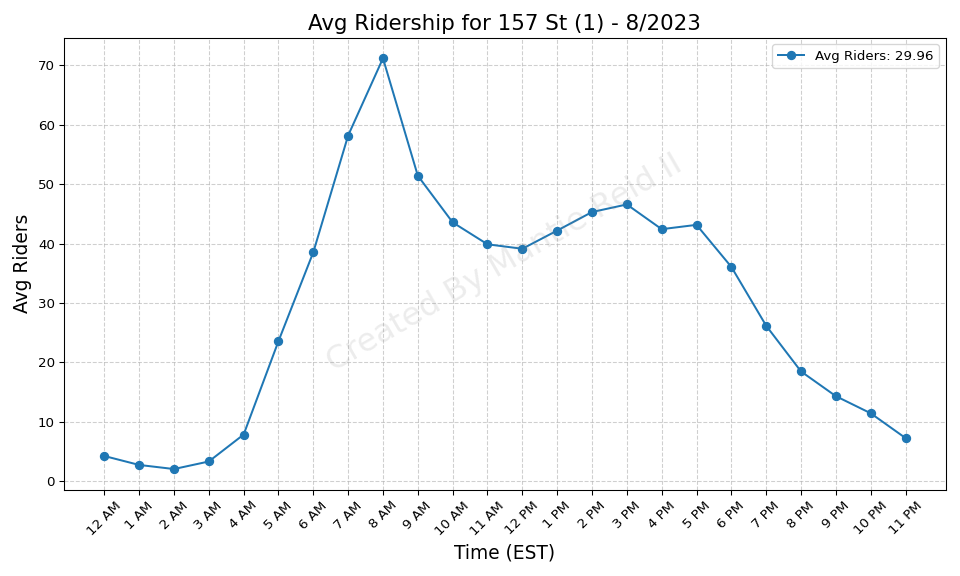 Avg Ridership for 157 St (1) - 8/2023
Avg Riders: 29.96
Avg Riders
70
60
50
40
30
20
10
0
Created By Mantic Reid II
12 AM
1 AM
2 AM
3 AM
4 AM
5 AM
6 AM
7 AM
8 AM
9 AM
10 AM
11 AM
12 PM
1 PM
2 PM
3 PM
4 PM
5 PM
6 PM
7 PM
8 PM
9 PM
10 PM
11 PM
Time (EST)